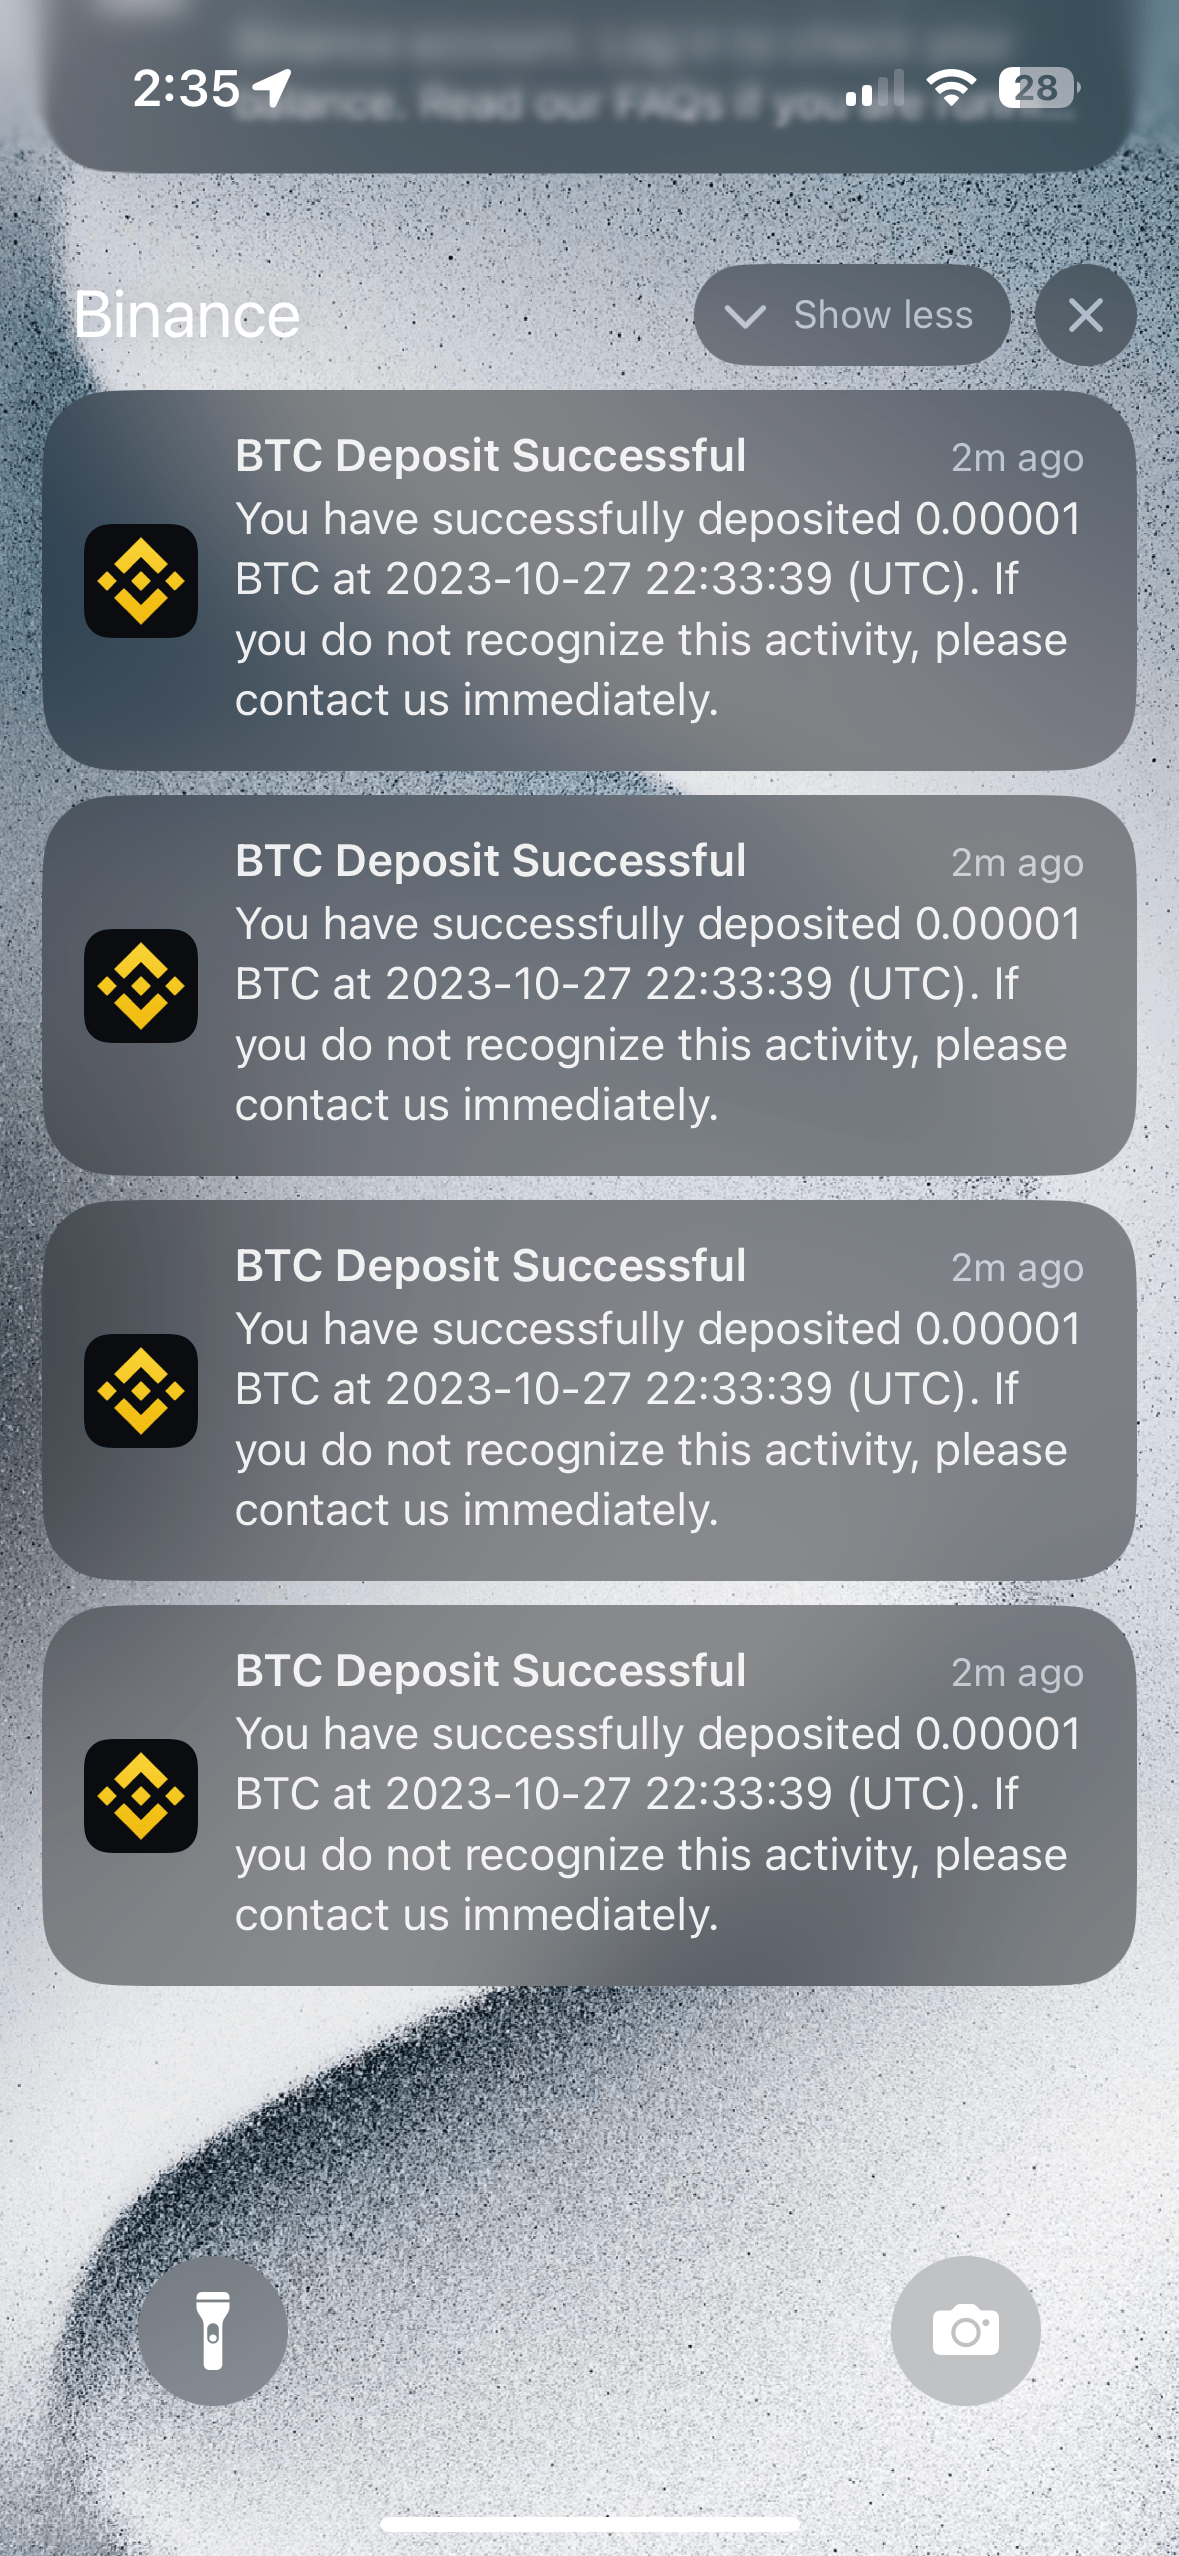 2:35
28
balance. Read our FAQs if you are runni...
Binance
Show less
BTC Deposit Successful
2m ago
You have successfully deposited 0.00001
BTC at 2023-10-27 22:33:39 (UTC). If
you do not recognize this activity, please
contact us immediately.
BTC Deposit Successful
2m ago
You have successfully deposited 0.00001
BTC at 2023-10-27 22:33:39 (UTC). If
you do not recognize this activity, please
contact us immediately.
BTC Deposit Successful
2m ago
You have successfully deposited 0.00001
BTC at 2023-10-27 22:33:39 (UTC). If
you do not recognize this activity, please
contact us immediately.
BTC Deposit Successful
2m ago
You have successfully deposited 0.00001
BTC at 2023-10-27 22:33:39 (UTC). If
you do not recognize this activity, please
contact us immediately.